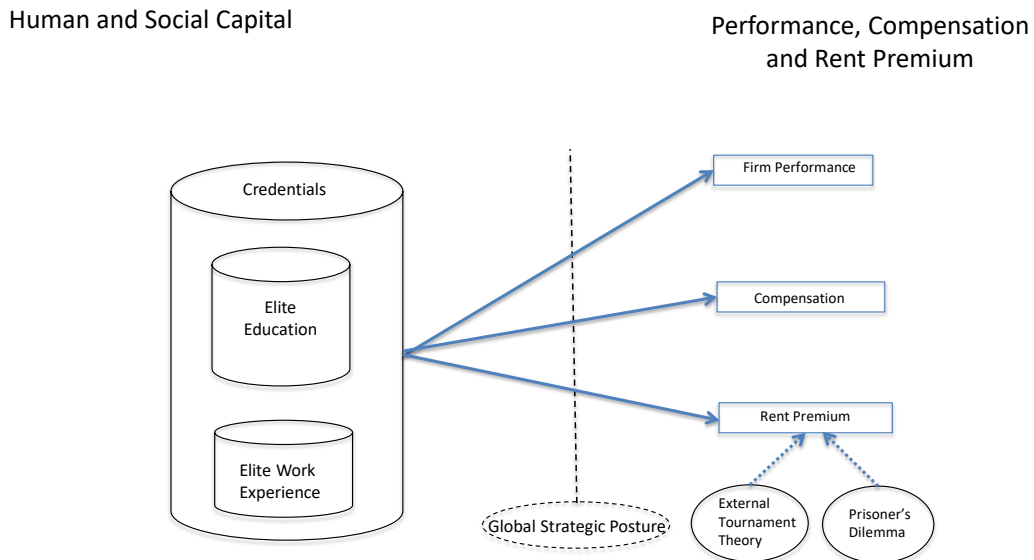 Human and Social Capital
Performance, Compensation
and Rent Premium
Credentials
Elite
Education
Elite Work
Experience
Firm Performance
Compensation
Rent Premium
Global Strategic Posture
External
Tournament
Theory
Prisoner's
Dilemma